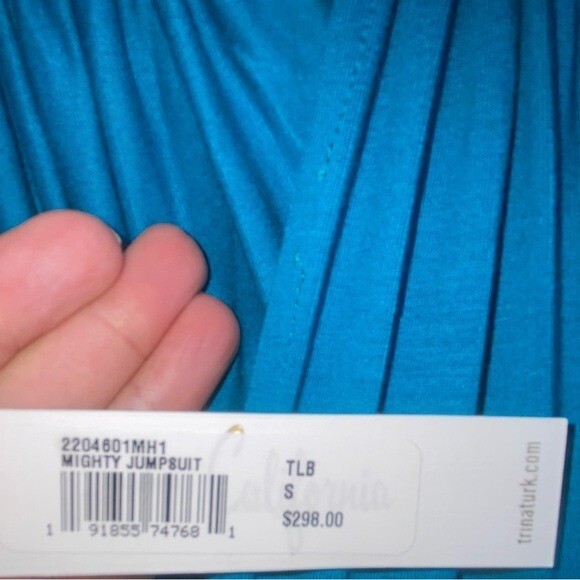 2204601MH1
MIGHTY JUMPSUIT
1 91855 74768 1
TLB
S
$298.00
California
trinaturk.com